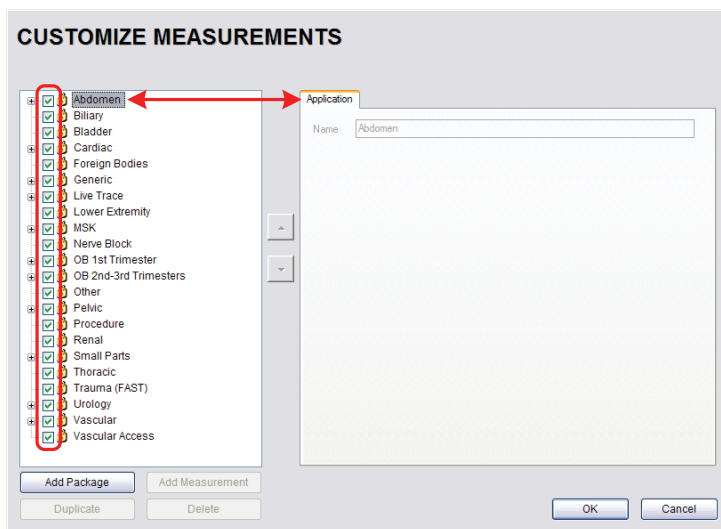 CUSTOMIZE MEASUREMENTS
Abdomen
Biliary
Bladder
Cardiac
Foreign Bodies
Generic
Live Trace
Lower Extremity
MSK
Nerve Block
OB 1st Trimester
OB 2nd-3rd Trimesters
Other
Pelvic
Procedure
Renal
Small Parts
Thoracic
Trauma (FAST)
Urology
Vascular
Vascular Access
Add Package Add Measurement
Duplicate Delete
Application
Name Abdomen
OK Cancel